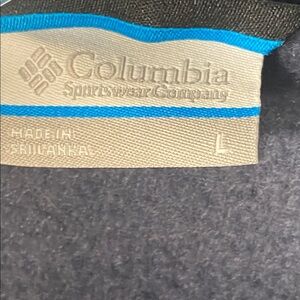 Columbia
Sportswear Company
MADE IN:
SRI LANKA
L